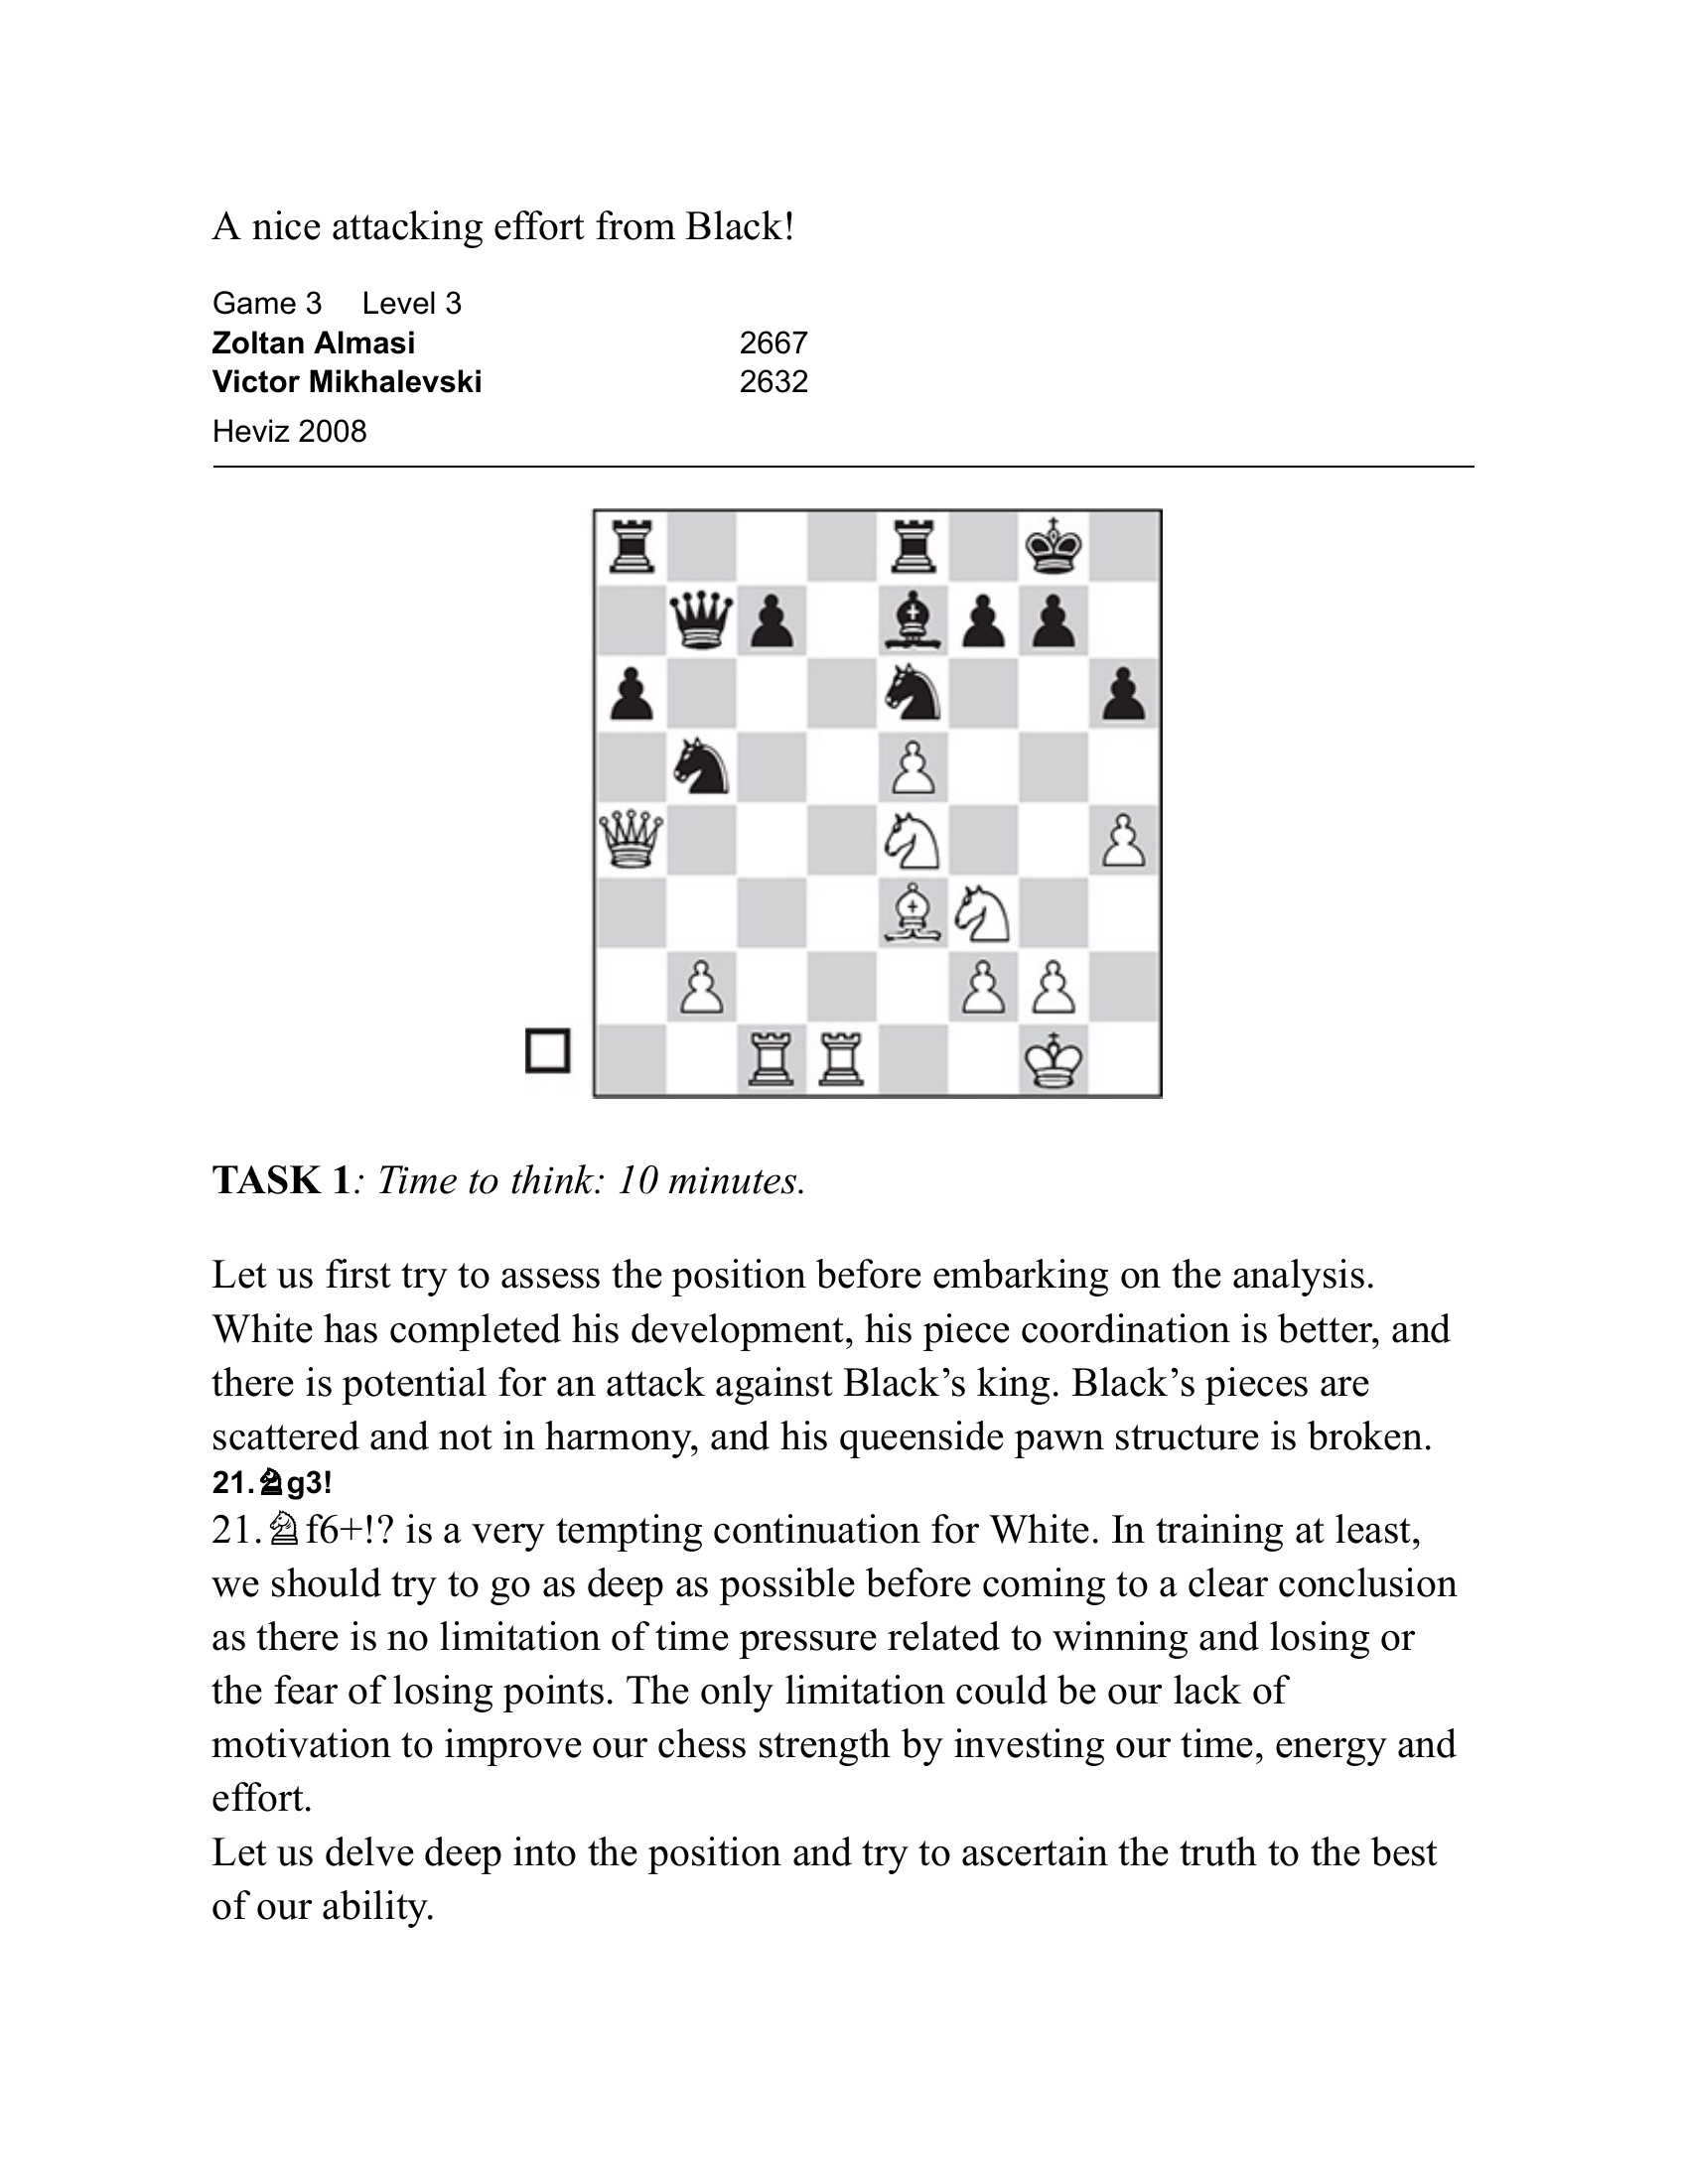 A nice attacking effort from Black!
Game 3 Level 3
Zoltan Almasi 2667
Victor Mikhalevski 2632
Heviz 2008
TASK 1: Time to think: 10 minutes.
Let us first try to assess the position before embarking on the analysis.
White has completed his development, his piece coordination is better, and
there is potential for an attack against Black’s king. Black’s pieces are
scattered and not in harmony, and his queenside pawn structure is broken.
21.♞g3!
21.♘f6+!? is a very tempting continuation for White. In training at least,
we should try to go as deep as possible before coming to a clear conclusion
as there is no limitation of time pressure related to winning and losing or
the fear of losing points. The only limitation could be our lack of
motivation to improve our chess strength by investing our time, energy and
effort.
Let us delve deep into the position and try to ascertain the truth to the best
of our ability.